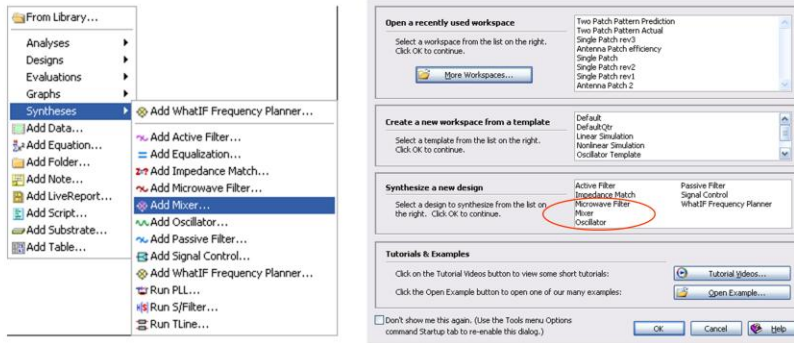 From Library...
Analyses
Designs
Evaluations
Graphs
Syntheses
Add Data...
Add Equation...
Add Folder...
Add Note...
Add LiveReport...
Add Script...
Add Substrate...
Add Table...
Add WhatIF Frequency Planner...
Add Active Filter...
Add Equalization...
Add Impedance Match...
Add Microwave Filter...
Add Mixer...
Add Oscillator...
Add Passive Filter...
Add Signal Control...
Add WhatIF Frequency Planner...
Run PLL...
Run S/Filter...
Run TLine...
Open a recently used workspace
Select a workspace from the list on the right.
Click OK to continue.
More Workspaces...
Two Patch Pattern Prediction
Two Patch Pattern Actual
Single Patch rev3
Antenna Patch efficiency
Single Patch
Single Patch rev2
Single Patch rev1
Antenna Patch 2
Create a new workspace from a template
Select a template from the list on the right.
Click OK to continue.
Default
DefaultQtr
Linear Simulation
Nonlinear Simulation
Oscillator Template
Synthesize a new design
Select a design to synthesize from the list on
the right. Click OK to continue.
Active Filter
Impedance Match
Microwave Filter
Mixer
Oscillator
Passive Filter
Signal Control
WhatIF Frequency Planner
Tutorials & Examples
Click on the Tutorial Videos button to view some short tutorials:
Tutorial Videos...
Click the Open Example button to open one of our many examples:
Open Example...
Don't show me this again. (Use the Tools menu Options
command Startup tab to re-enable this dialog.)
OK
Cancel
Help